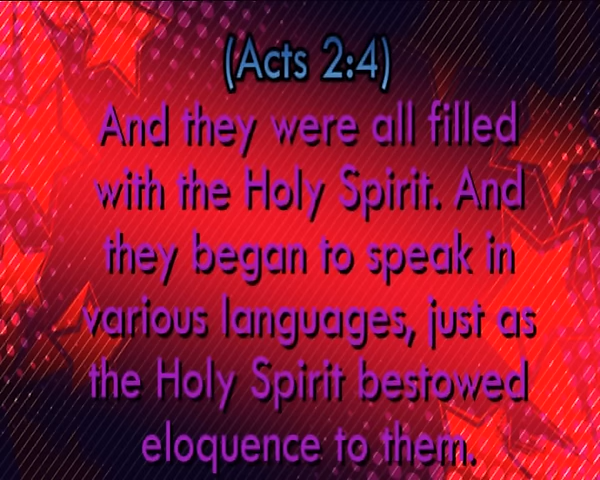 (Acts 2:4)
And they were all filled
with the Holy Spirit. And
they began to speak in
various languages, just as
the Holy Spirit bestowed
eloquence to them.